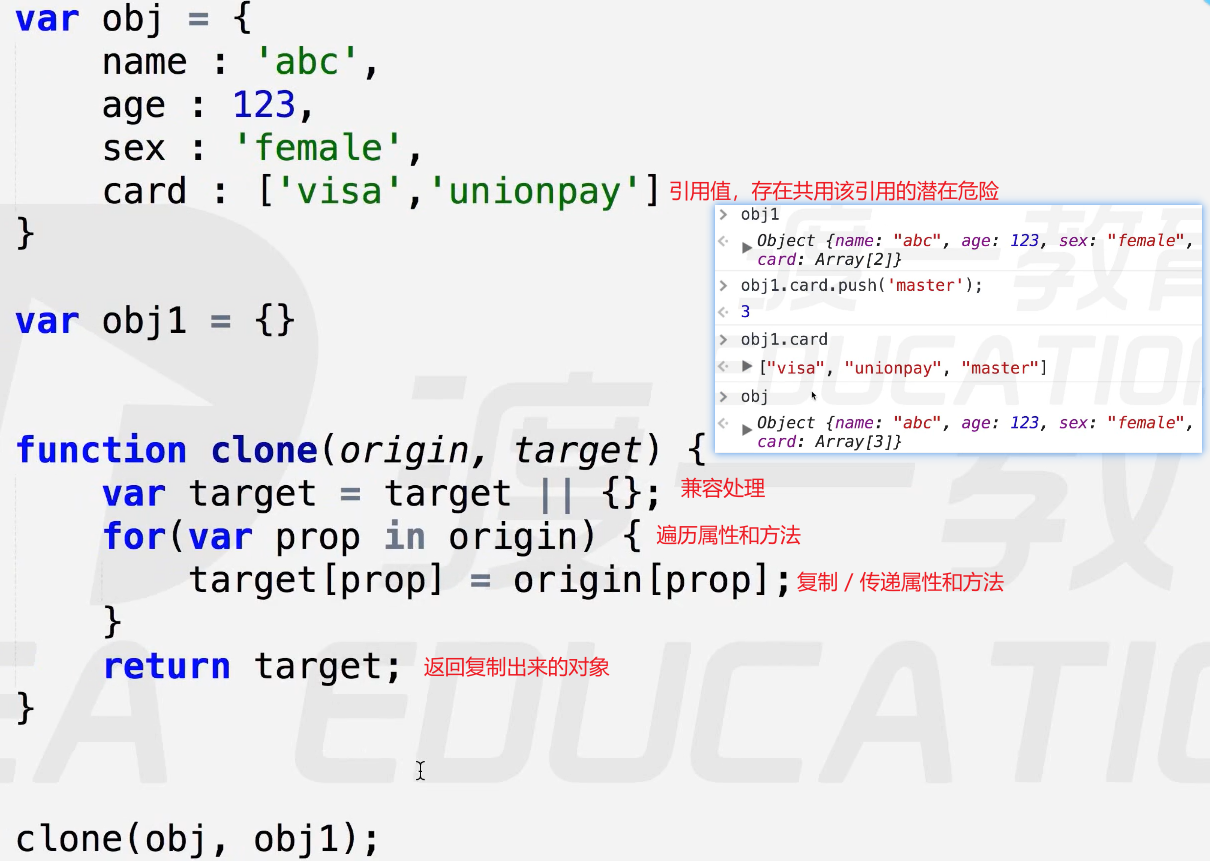 var obj = {
name : 'abc',
age : 123,
sex : 'female',
card : ['visa','unionpay'] 引用值，存在共用该引用的潜在危险
}
obj1
Object {name: "abc", age: 123, sex: "female",
card: Array[2]}
obj1.card.push('master');
3
obj1.card
["visa", "unionpay", "master"]
obj
Object {name: "abc", age: 123, sex: "female",
card: Array[3]}
var obj1 = {}
function clone(origin, target) {
var target = target || {}; 兼容处理
for(var prop in origin) { 遍历属性和方法
target[prop] = origin[prop]; 复制 / 传递属性和方法
}
return target; 返回复制出来的对象
}
clone(obj, obj1);
渡一教育
EDUCATION